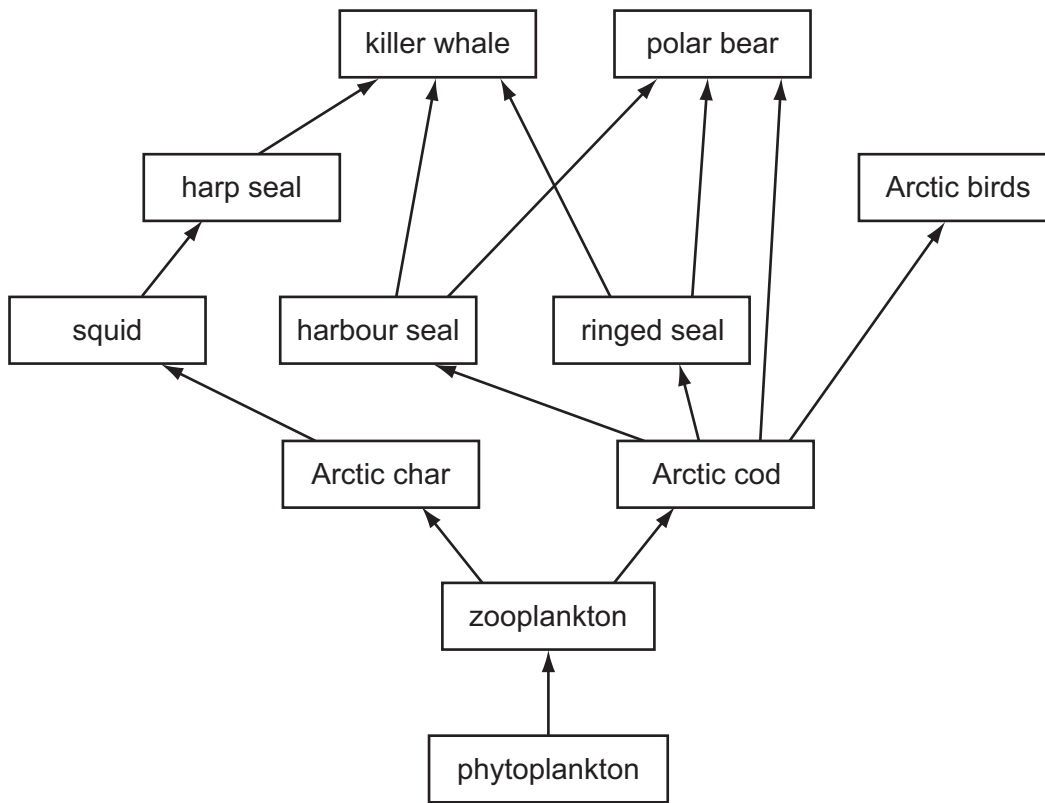 killer whale
polar bear
harp seal
Arctic birds
squid
harbour seal
ringed seal
Arctic char
Arctic cod
zooplankton
phytoplankton